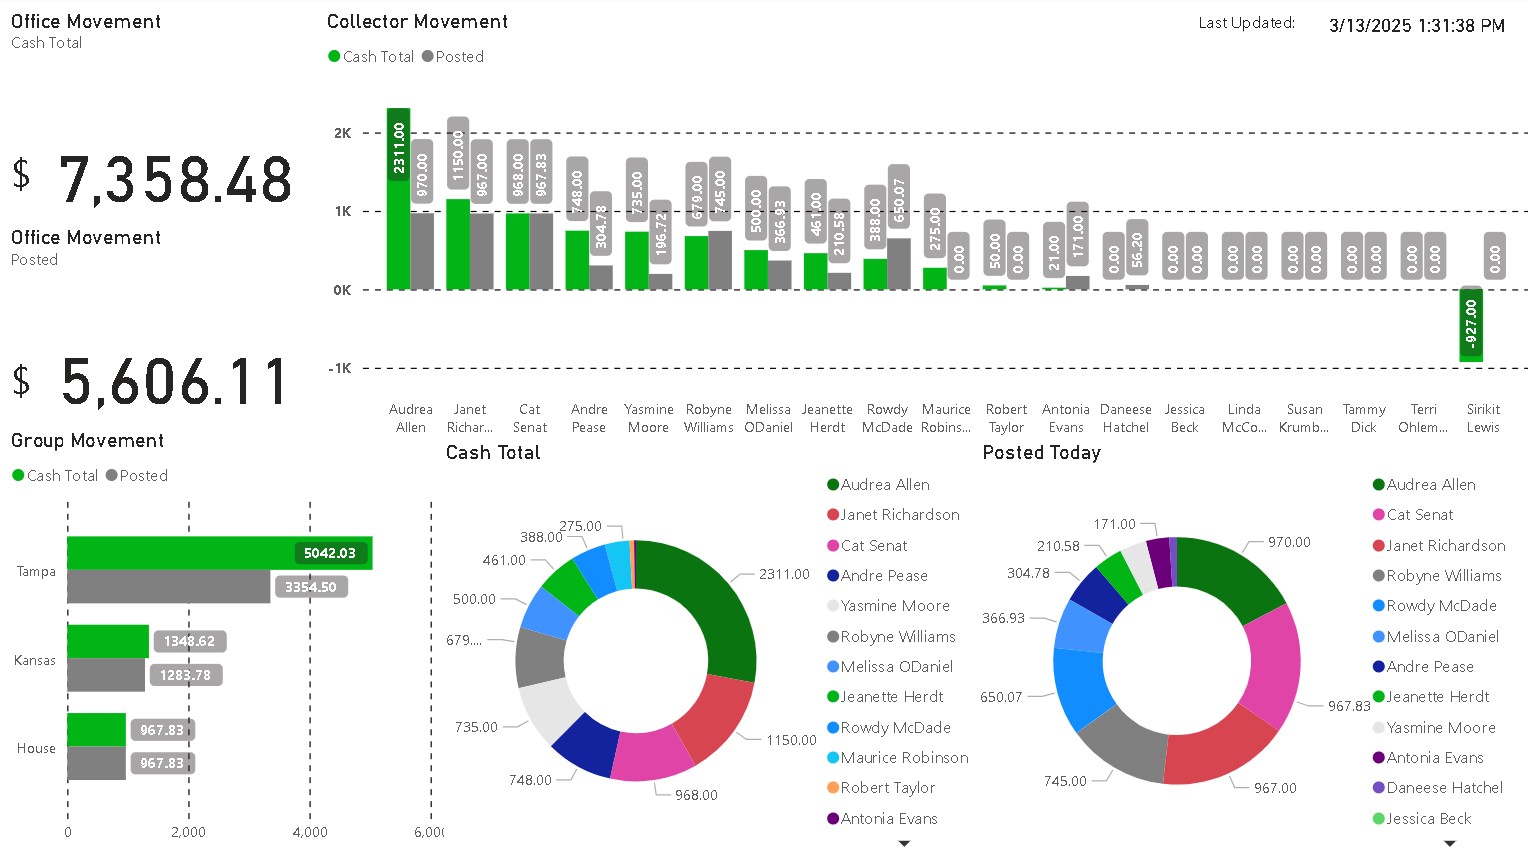 Office Movement
Cash Total
$ 7,358.48
Office Movement
Posted
$ 5,606.11
Collector Movement
Cash Total Posted
Last Updated: 3/13/2025 1:31:38 PM
2K
1K
0K
-1K
2311.00 970.00 1150.00 967.00 968.00 967.83 748.00 304.78 735.00 196.72 679.00 745.00 500.00 366.93 461.00 210.58 388.00 650.07 275.00 0.00 50.00 0.00 21.00 171.00 0.00 56.20 0.00 0.00 0.00 0.00 0.00 0.00 0.00 0.00 0.00 0.00 -927.00 0.00
Audrea Allen
Janet Richar...
Cat Senat
Andre Pease
Yasmine Moore
Robyne Williams
Melissa ODaniel
Jeanette Herdt
Rowdy McDade
Maurice Robins...
Robert Taylor
Antonia Evans
Daneese Hatchel
Jessica Beck
Linda McCo...
Susan Krumb...
Tammy Dick
Terri Ohlem...
Sirikit Lewis
Group Movement
Cash Total Posted
Tampa
5042.03
3354.50
Kansas
1348.62
1283.78
House
967.83
967.83
0 2,000 4,000 6,000
Cash Total
2311.00
1150.00
968.00
748.00
735.00
679....
500.00
461.00
388.00
275.00
Audrea Allen
Janet Richardson
Cat Senat
Andre Pease
Yasmine Moore
Robyne Williams
Melissa ODaniel
Jeanette Herdt
Rowdy McDade
Maurice Robinson
Robert Taylor
Antonia Evans
Posted Today
970.00
967.83
967.00
745.00
650.07
366.93
304.78
210.58
171.00
Audrea Allen
Cat Senat
Janet Richardson
Robyne Williams
Rowdy McDade
Melissa ODaniel
Andre Pease
Jeanette Herdt
Yasmine Moore
Antonia Evans
Daneese Hatchel
Jessica Beck